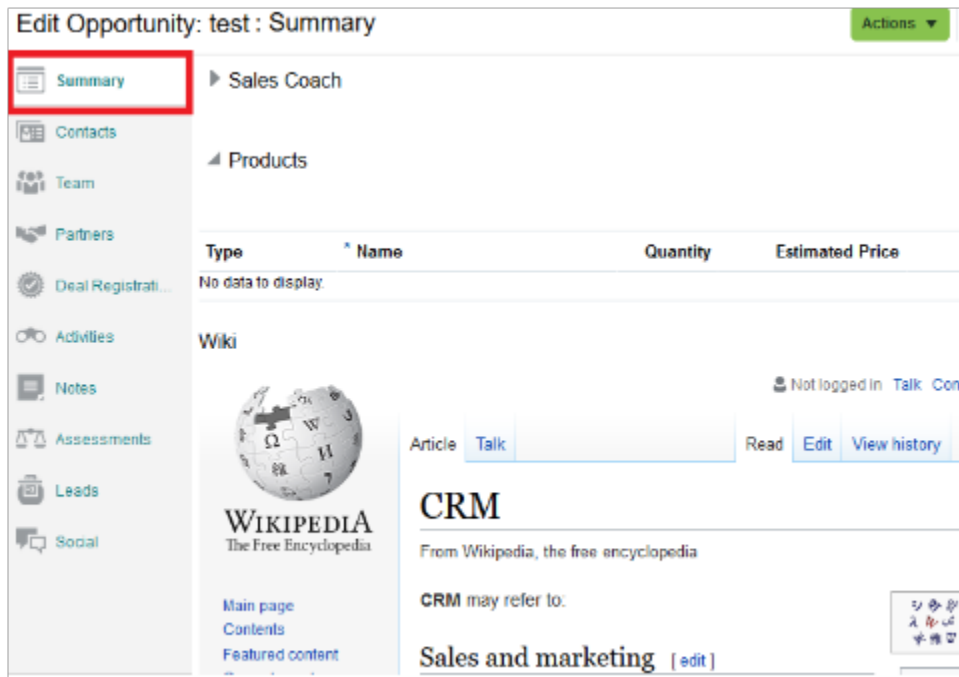 Edit Opportunity: test : Summary
Actions
Summary
Contacts
Team
Partners
Deal Registrati...
Activities
Notes
Assessments
Leads
Social
Sales Coach
Products
Type * Name Quantity Estimated Price
No data to display.
Wiki
Not logged in Talk Con
Article Talk Read Edit View history
WIKIPEDIA
The Free Encyclopedia
Main page
Contents
Featured content
CRM
From Wikipedia, the free encyclopedia
CRM may refer to:
Sales and marketing [ edit ]